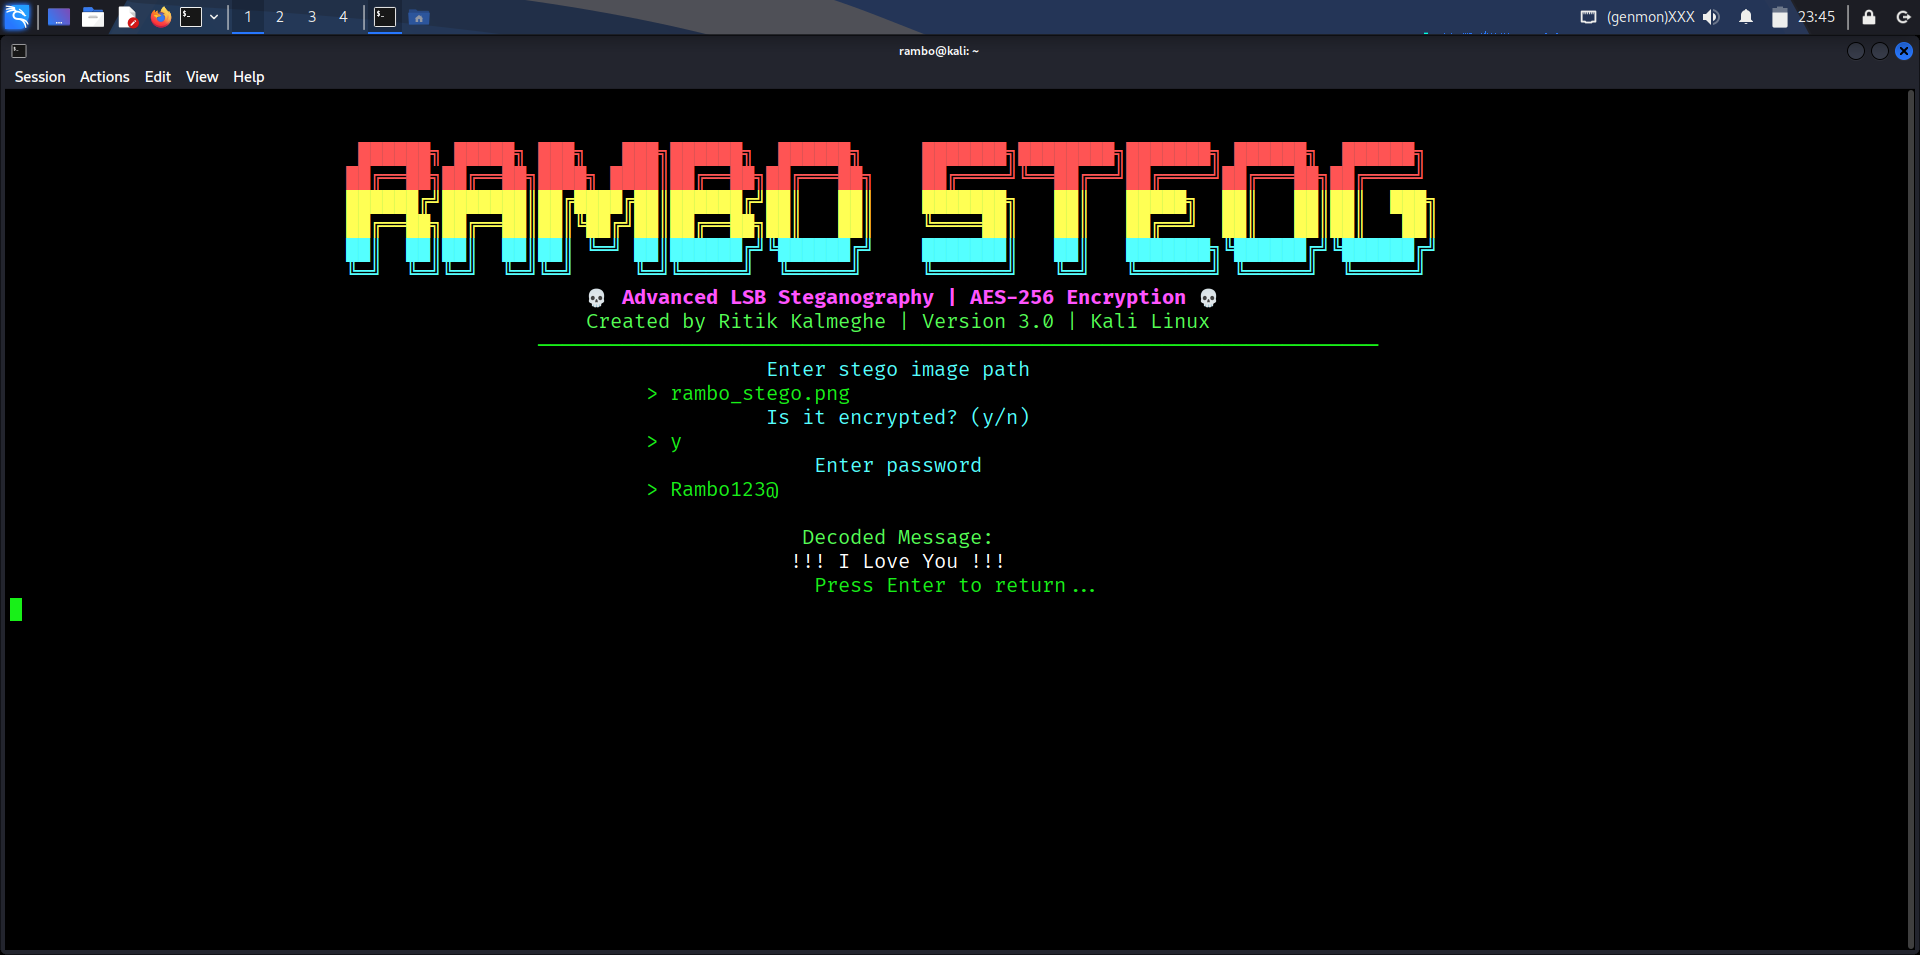 1 2 3 4 (genmon)XXX 23:45
rambo@kali: ~
Session Actions Edit View Help
RAMBO STEOG
💀 Advanced LSB Steganography | AES-256 Encryption 💀
Created by Ritik Kalmeghe | Version 3.0 | Kali Linux
Enter stego image path
> rambo_stego.png
Is it encrypted? (y/n)
> y
Enter password
> Rambo123@
Decoded Message:
!!! I Love You !!!
Press Enter to return...